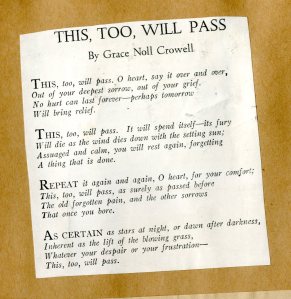 THIS, TOO, WILL PASS
By Grace Noll Crowell
THIS, too, will pass. O heart, say it over and over,
Out of your deepest sorrow, out of your grief.
No hurt can last forever—perhaps tomorrow
Will bring relief.
THIS, too, will pass. It will spend itself—its fury
Will die as the wind dies down with the setting sun;
Assuaged and calm, you will rest again, forgetting
A thing that is done.
REPEAT it again and again, O heart, for your comfort;
This, too, will pass, as surely as passed before
The old forgotten pain, and the other sorrows
That once you bore.
AS CERTAIN as stars at night, or dawn after darkness,
Inherent as the lift of the blowing grass,
Whatever your despair or your frustration—
This, too, will pass.